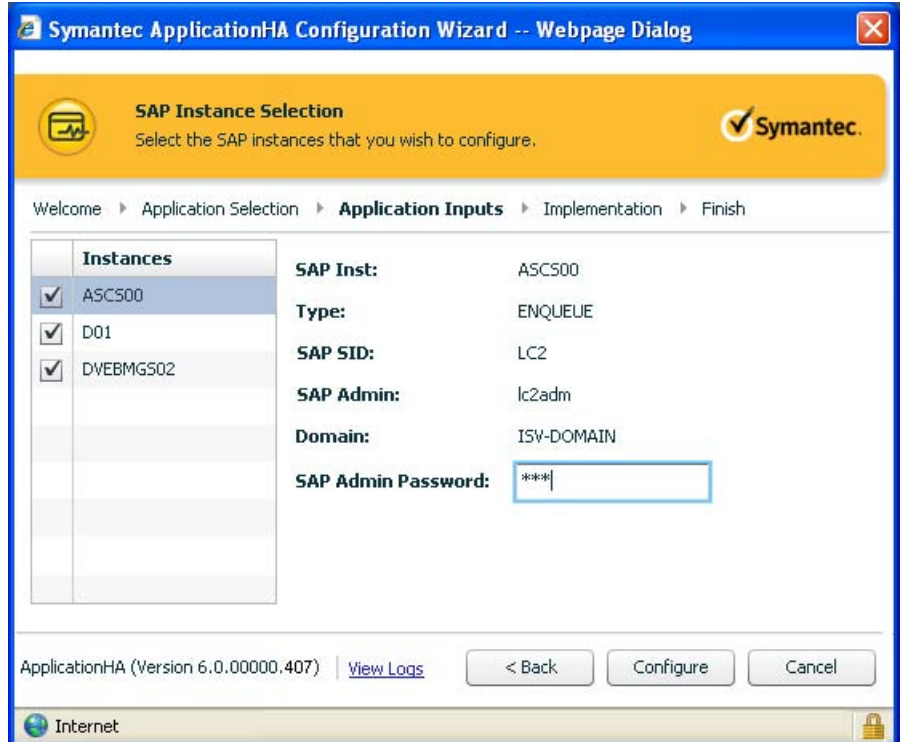 Symantec ApplicationHA Configuration Wizard -- Webpage Dialog
SAP Instance Selection
Select the SAP instances that you wish to configure.
Symantec.
Welcome Application Selection Application Inputs Implementation Finish
Instances
ASCS00
D01
DVEBMGS02
SAP Inst: ASCS00
Type: ENQUEUE
SAP SID: LC2
SAP Admin: lc2adm
Domain: ISV-DOMAIN
SAP Admin Password: ***
ApplicationHA (Version 6.0.00000.407) View Logs < Back Configure Cancel
Internet